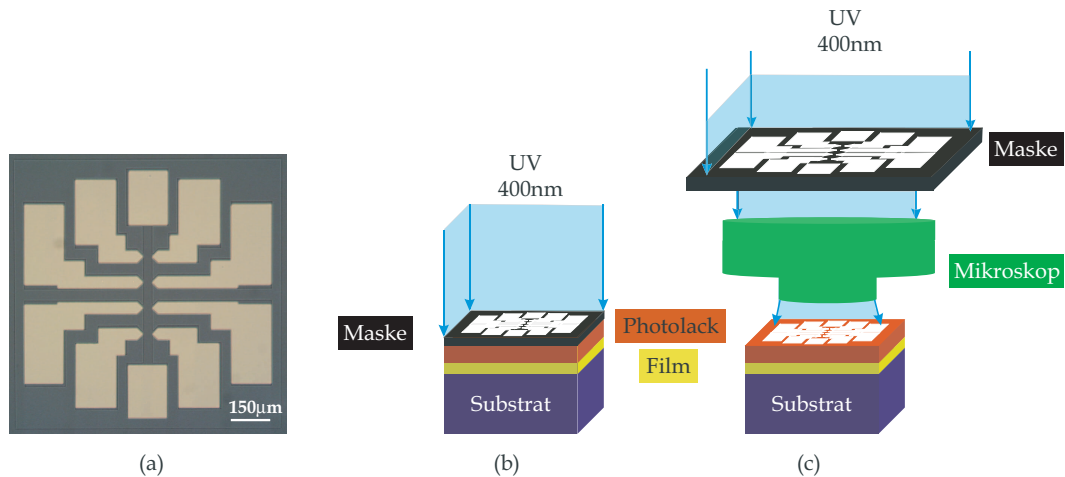 UV
400nm
Maske
UV
400nm
Mikroskop
Maske
Photolack
Film
Substrat
Substrat
150μm
(a)
(b)
(c)